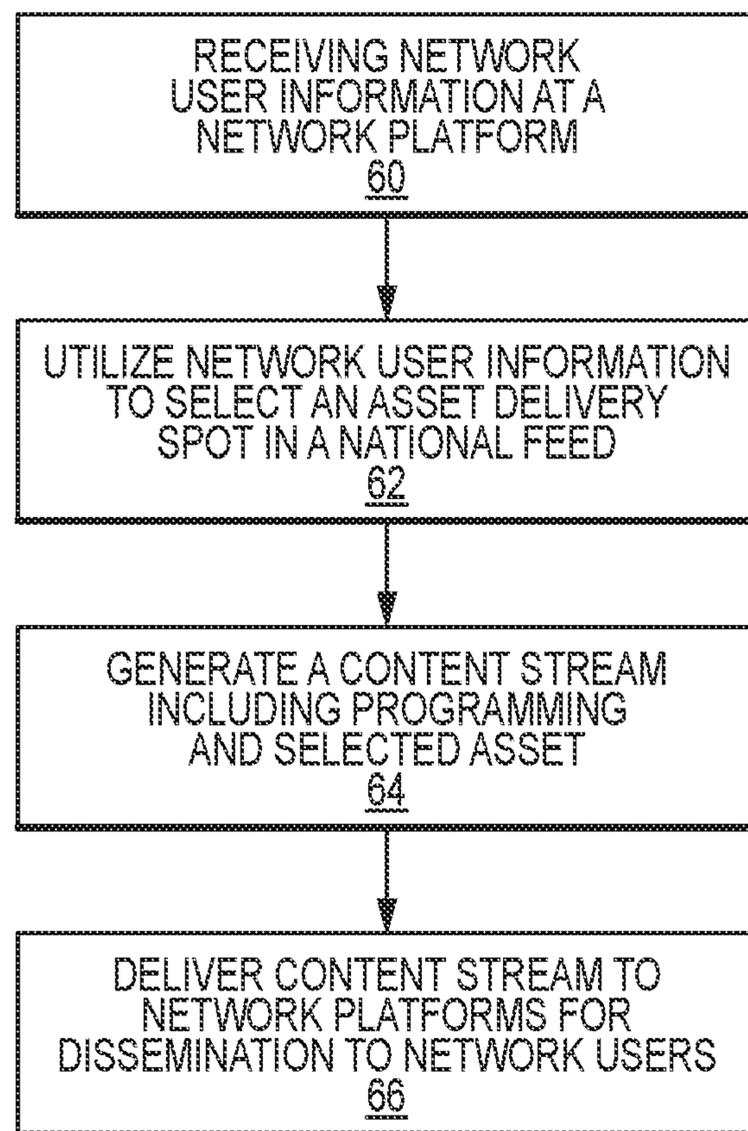 RECEIVING NETWORK
USER INFORMATION AT A
NETWORK PLATFORM
60
UTILIZE NETWORK USER INFORMATION
TO SELECT AN ASSET DELIVERY
SPOT IN A NATIONAL FEED
62
GENERATE A CONTENT STREAM
INCLUDING PROGRAMMING
AND SELECTED ASSET
64
DELIVER CONTENT STREAM TO
NETWORK PLATFORMS FOR
DISSEMINATION TO NETWORK USERS
66